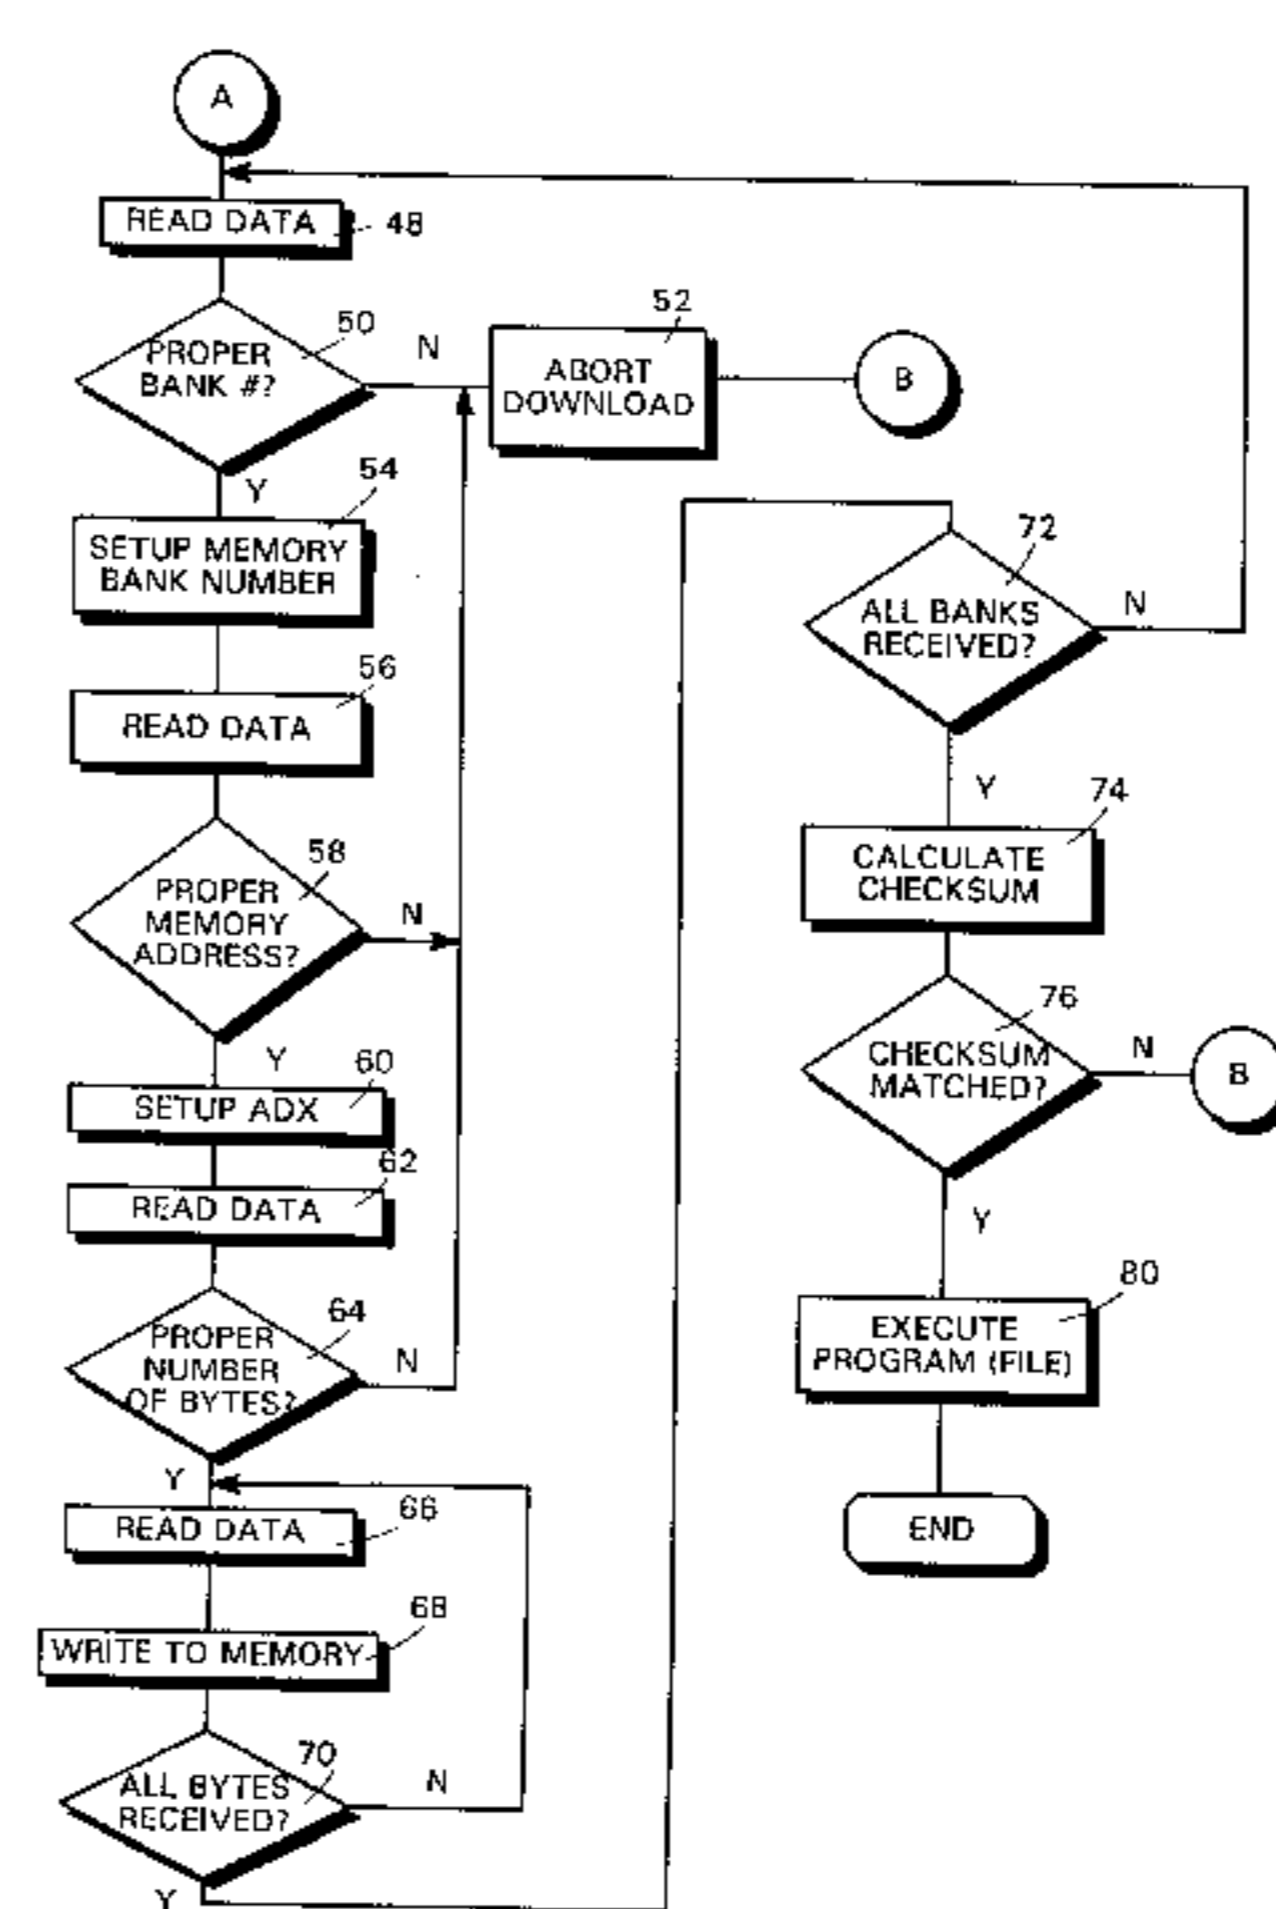 A
READ DATA
48
PROPER
BANK #?
50
N
52
ABORT
DOWNLOAD
B
Y
54
SETUP MEMORY
BANK NUMBER
56
READ DATA
58
PROPER
MEMORY
ADDRESS?
N
Y
60
SETUP ADX
62
READ DATA
64
PROPER
NUMBER
OF BYTES?
N
Y
READ DATA
66
68
WRITE TO MEMORY
70
ALL BYTES
RECEIVED?
N
Y
72
ALL BANKS
RECEIVED?
N
Y
74
CALCULATE
CHECKSUM
76
CHECKSUM
MATCHED?
N
B
Y
80
EXECUTE
PROGRAM (FILE)
END